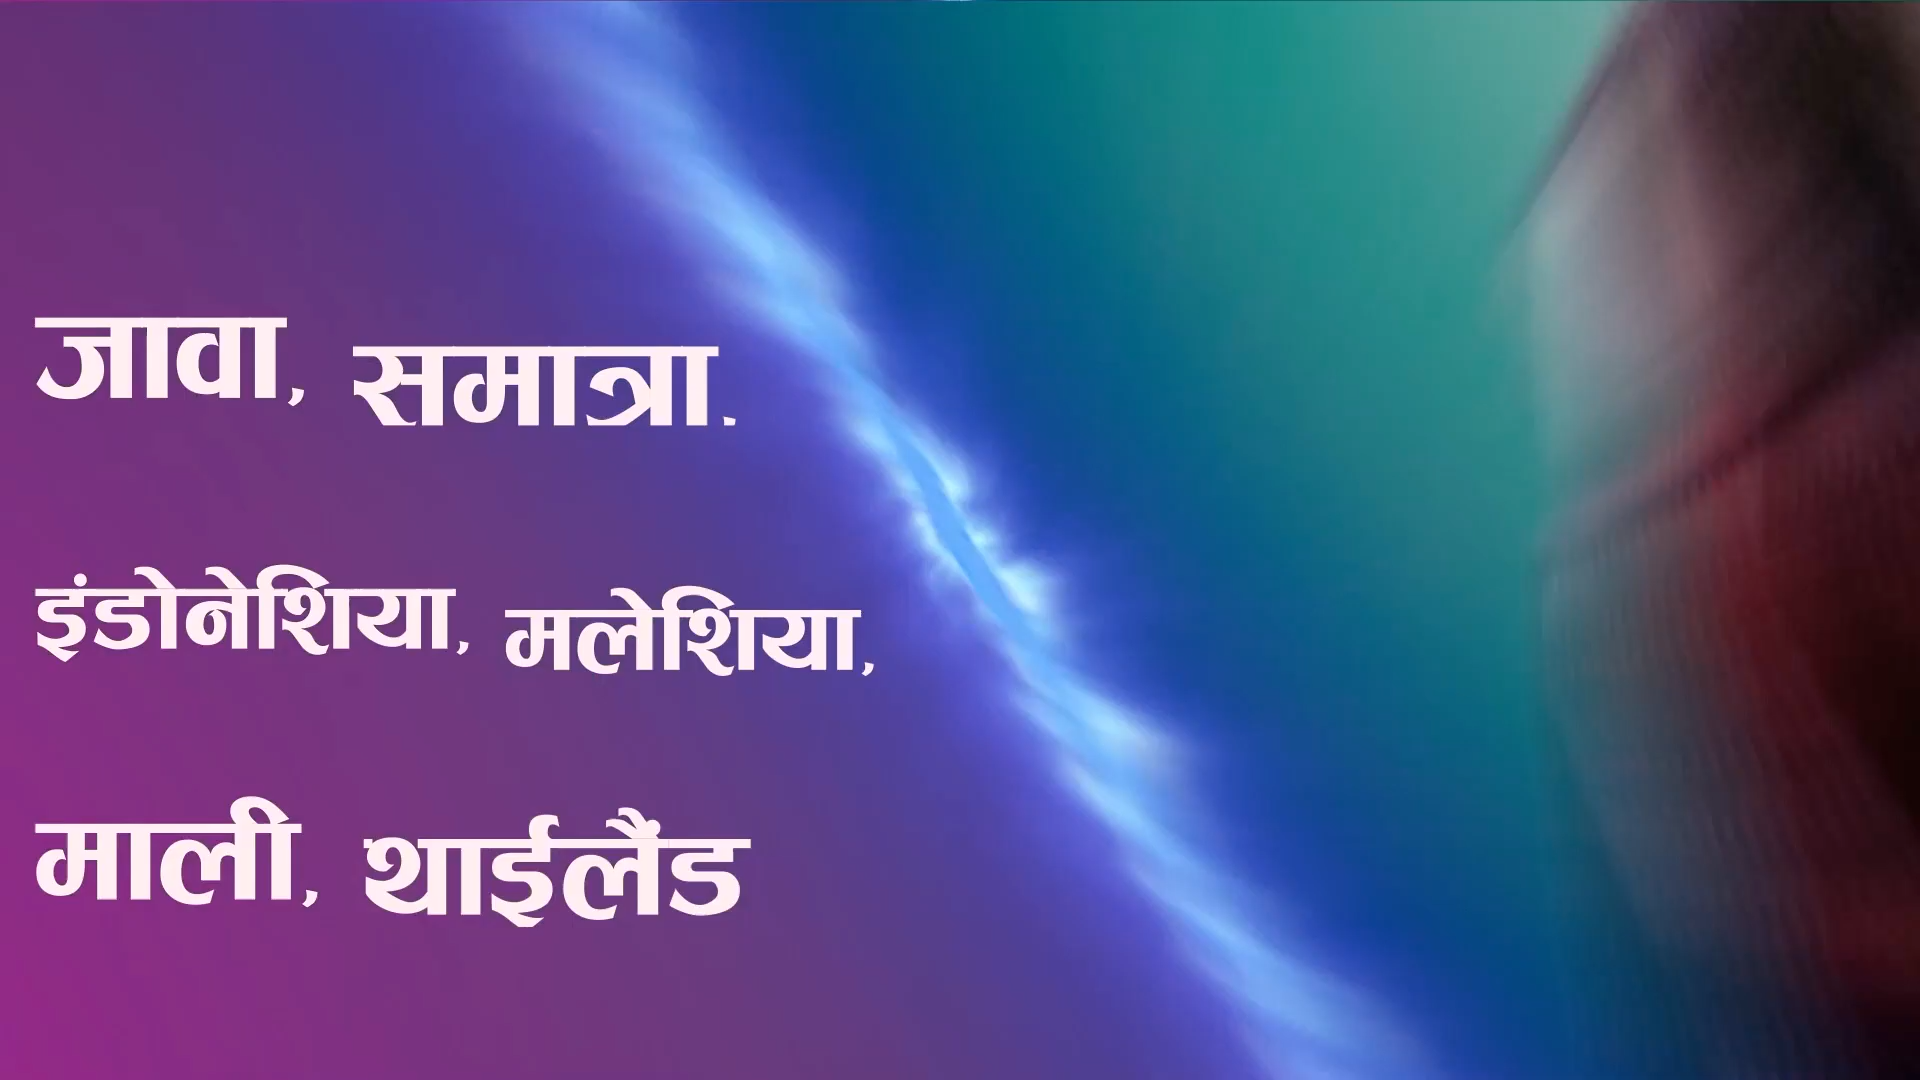 जावा, समात्रा,
इंडोनेशिया, मलेशिया,
माली, थाईलैंड